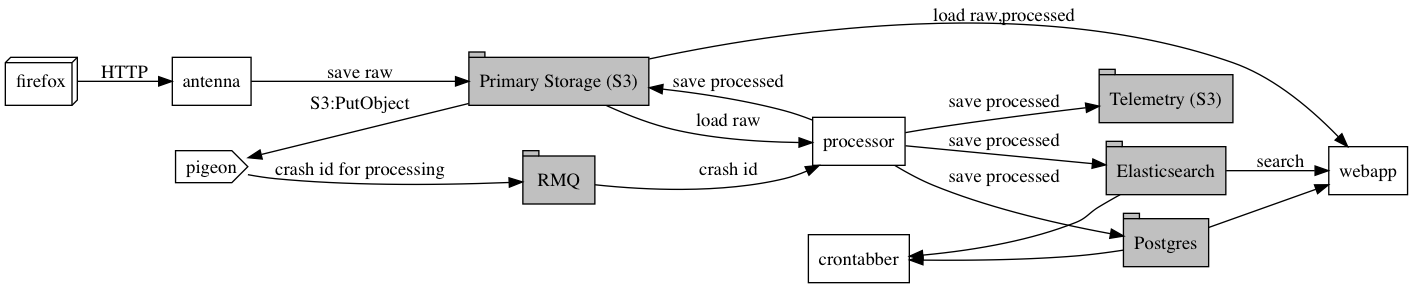 load raw,processed
firefox
HTTP
antenna
save raw
Primary Storage (S3)
save processed
S3:PutObject
load raw
processor
save processed
Telemetry (S3)
save processed
pigeon
crash id for processing
RMQ
crash id
save processed
Elasticsearch
search
webapp
Postgres
crontabber